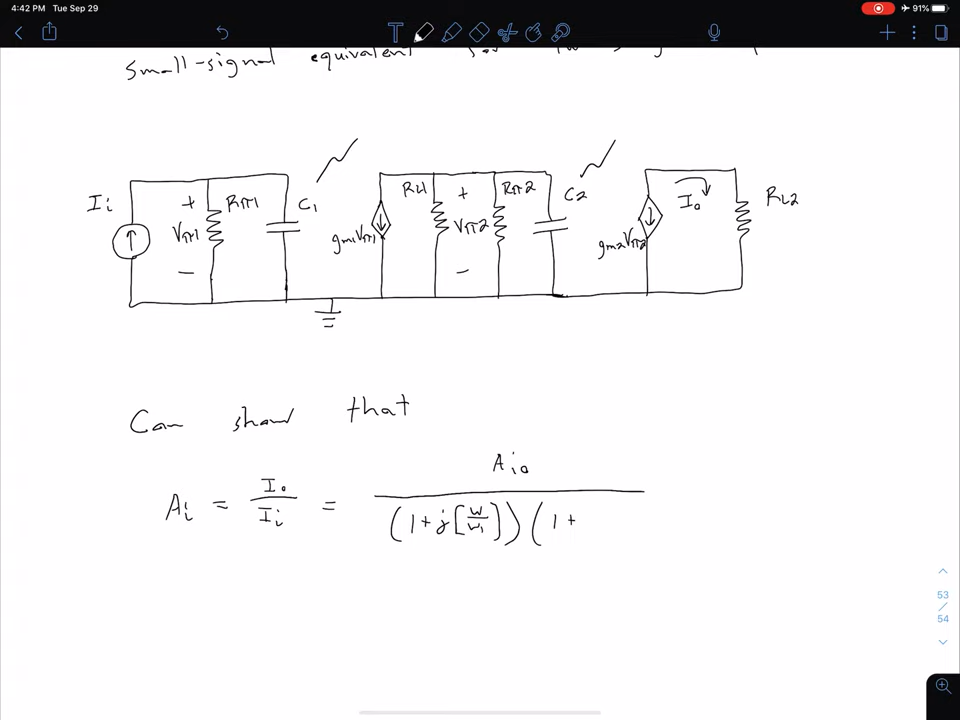 4:42 PM Tue Sep 29
91%
T
small-signal equivalent
Ii + Vπ1 − Rπ1 C1 gm1Vπ1 RL1 + Vπ2 − Rπ2 C2 gm2Vπ2 Io RL2
Can show that
Ai = Io/Ii = Aio/(1+j[w/w1])(1+
53
/
54